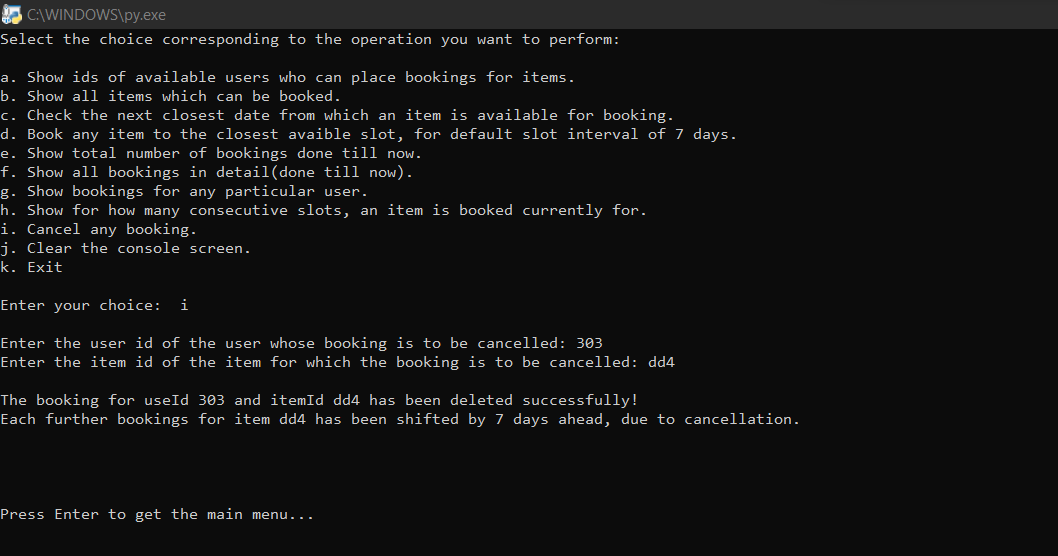 C:\WINDOWS\py.exe
Select the choice corresponding to the operation you want to perform:
a. Show ids of available users who can place bookings for items.
b. Show all items which can be booked.
c. Check the next closest date from which an item is available for booking.
d. Book any item to the closest avaible slot, for default slot interval of 7 days.
e. Show total number of bookings done till now.
f. Show all bookings in detail(done till now).
g. Show bookings for any particular user.
h. Show for how many consecutive slots, an item is booked currently for.
i. Cancel any booking.
j. Clear the console screen.
k. Exit
Enter your choice:  i
Enter the user id of the user whose booking is to be cancelled: 303
Enter the item id of the item for which the booking is to be cancelled: dd4
The booking for useId 303 and itemId dd4 has been deleted successfully!
Each further bookings for item dd4 has been shifted by 7 days ahead, due to cancellation.
Press Enter to get the main menu...